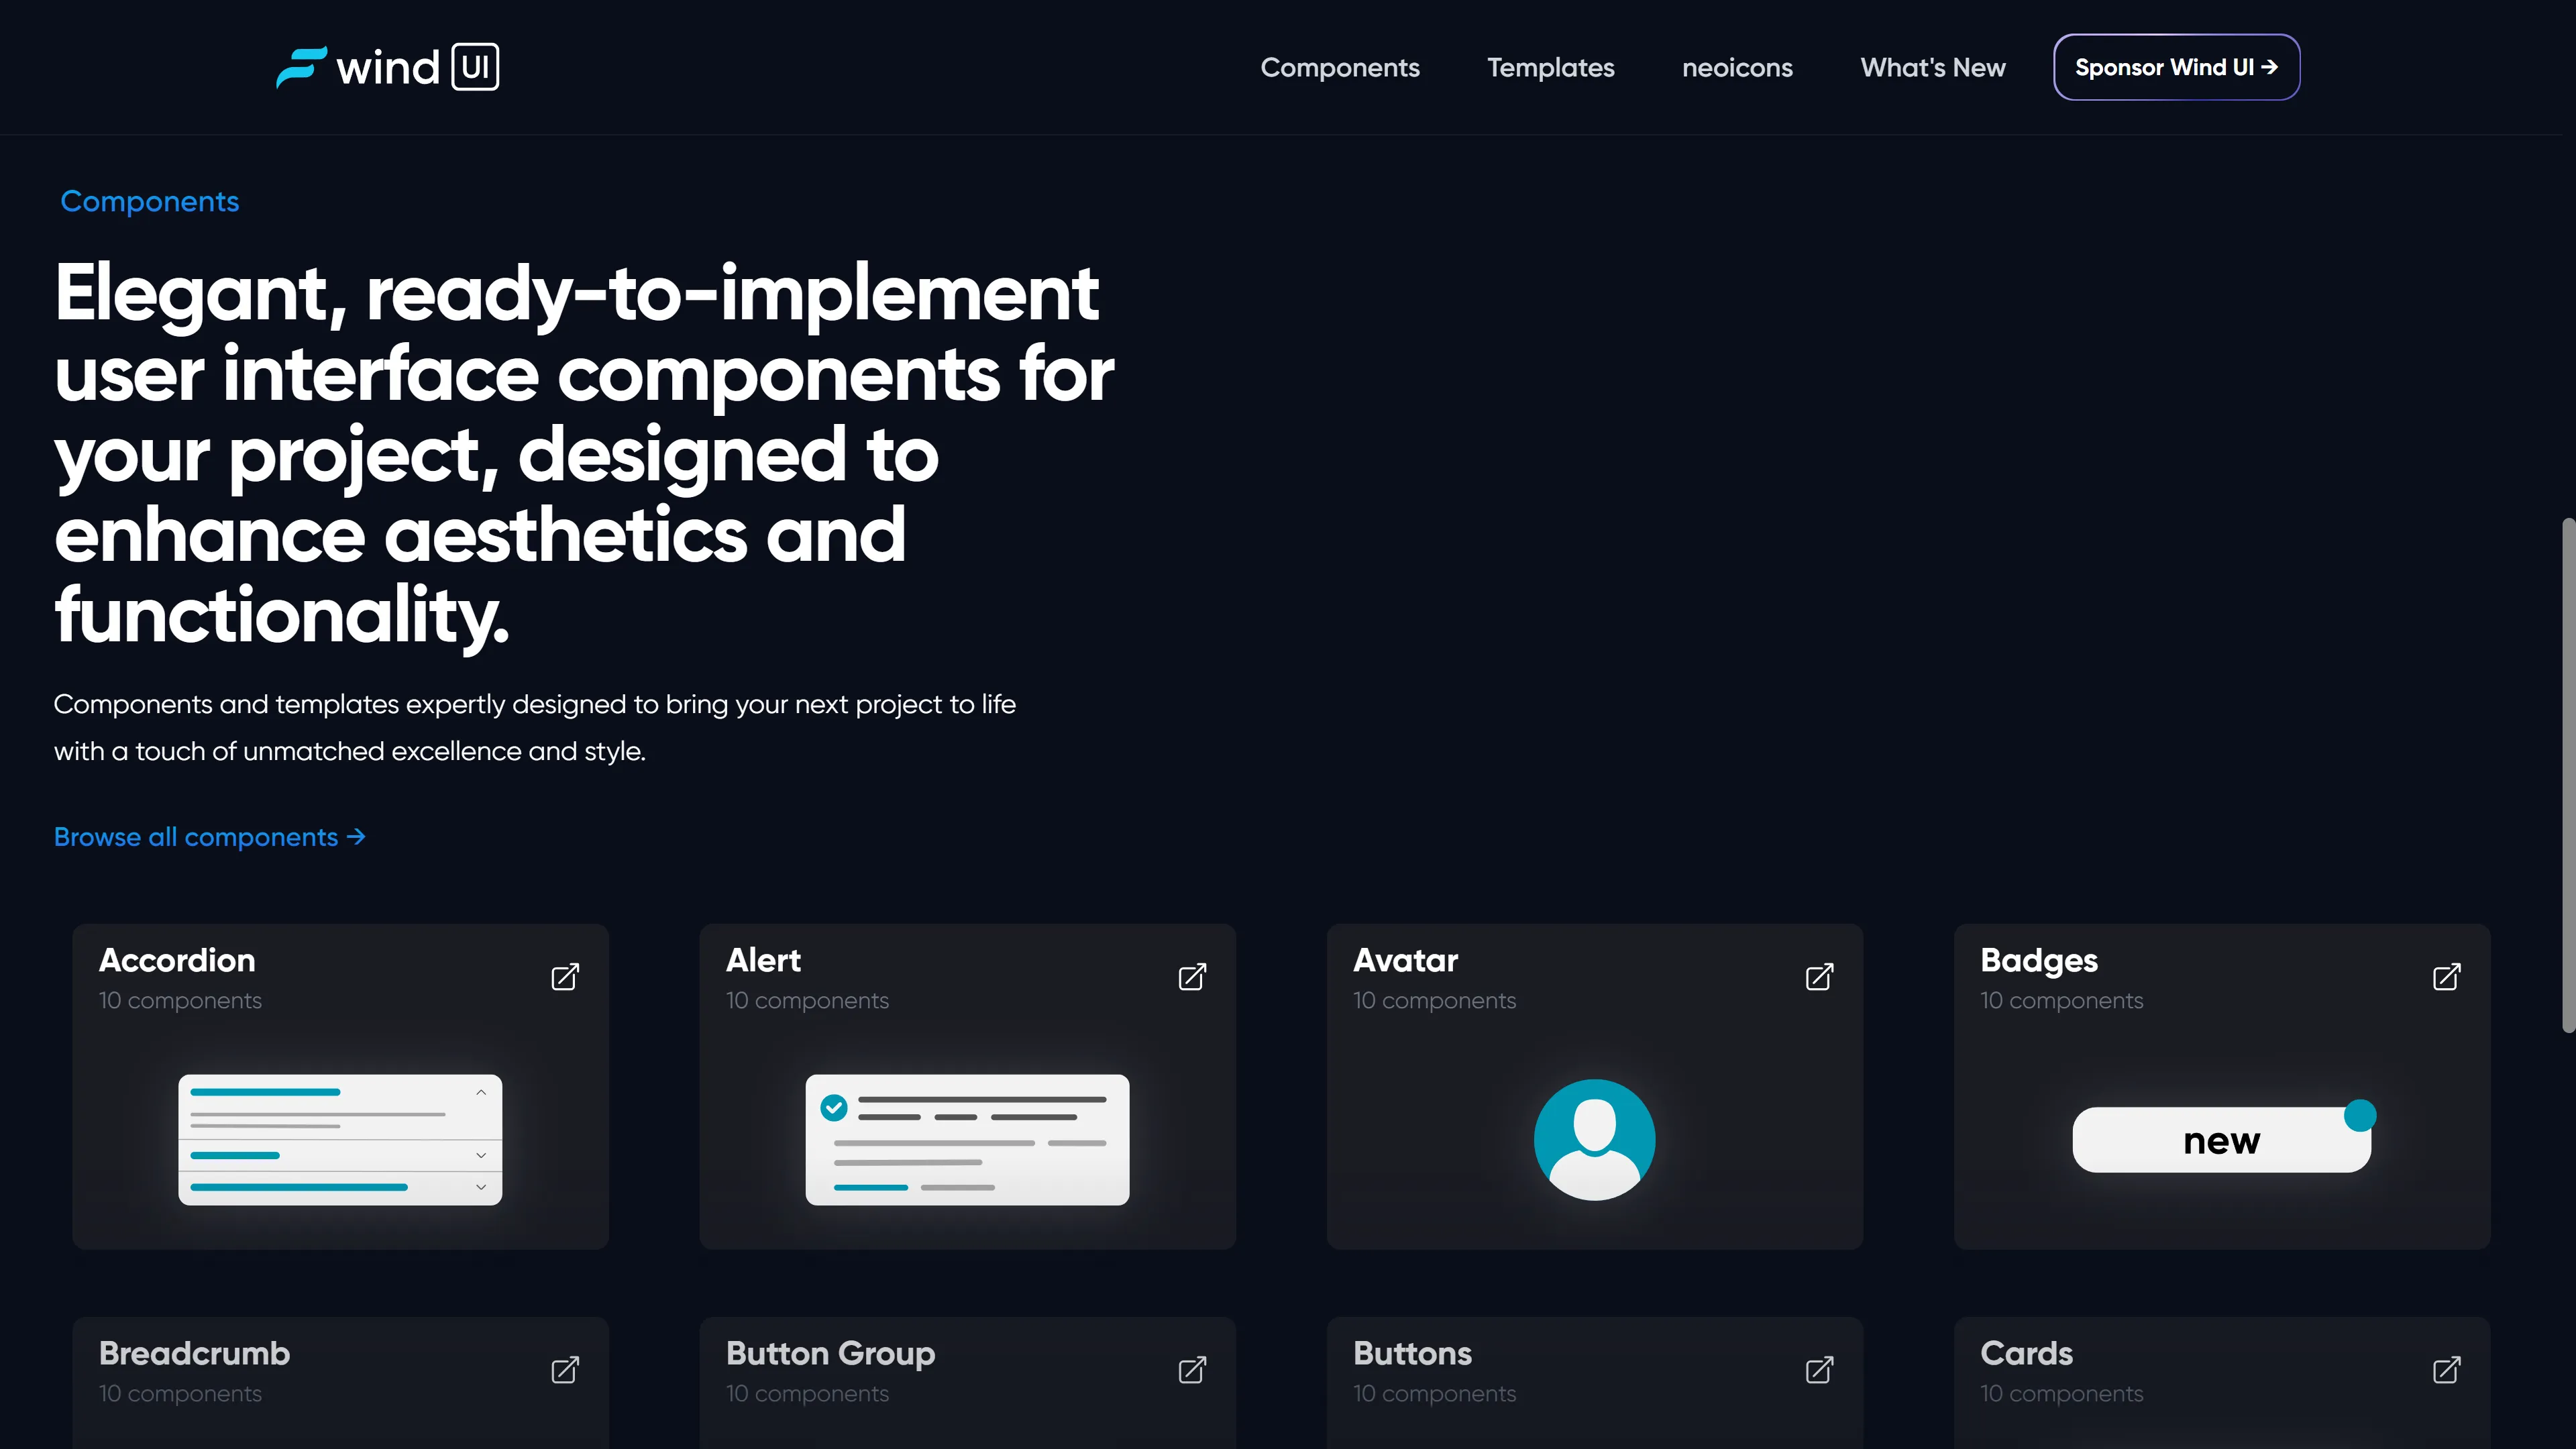 wind UI
Components
Templates
neoicons
What's New
Sponsor Wind UI →
Components
Elegant, ready-to-implement
user interface components for
your project, designed to
enhance aesthetics and
functionality.
Components and templates expertly designed to bring your next project to life
with a touch of unmatched excellence and style.
Browse all components →
Accordion
10 components
Alert
10 components
Avatar
10 components
Badges
10 components
new
Breadcrumb
10 components
Button Group
10 components
Buttons
10 components
Cards
10 components